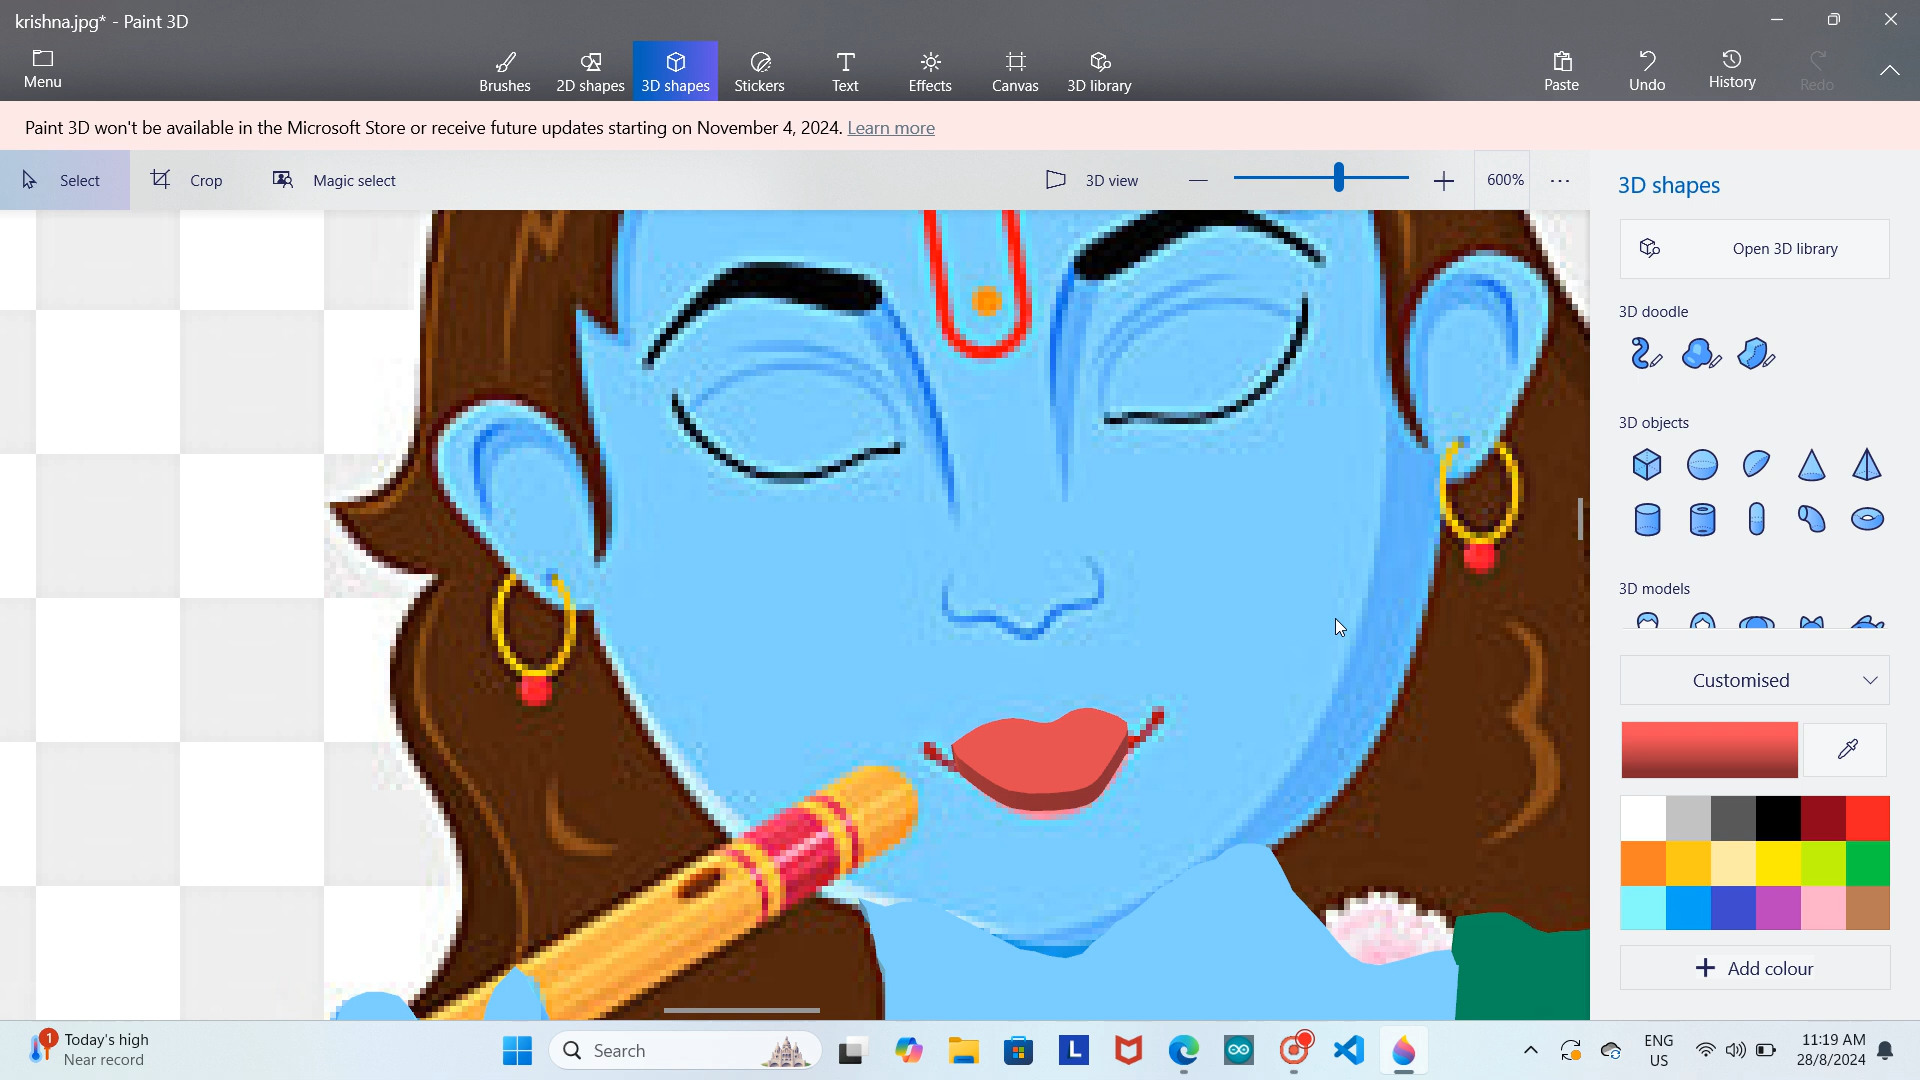 krishna.jpg* - Paint 3D
Menu
Brushes
2D shapes
3D shapes
Stickers
Text
Effects
Canvas
3D library
Paste
Undo
History
Redo
Paint 3D won't be available in the Microsoft Store or receive future updates starting on November 4, 2024. Learn more
Select
Crop
Magic select
3D view
600%
3D shapes
Open 3D library
3D doodle
3D objects
3D models
Customised
Add colour
1
Today's high
Near record
Search
L
ENG
US
11:19 AM
28/8/2024